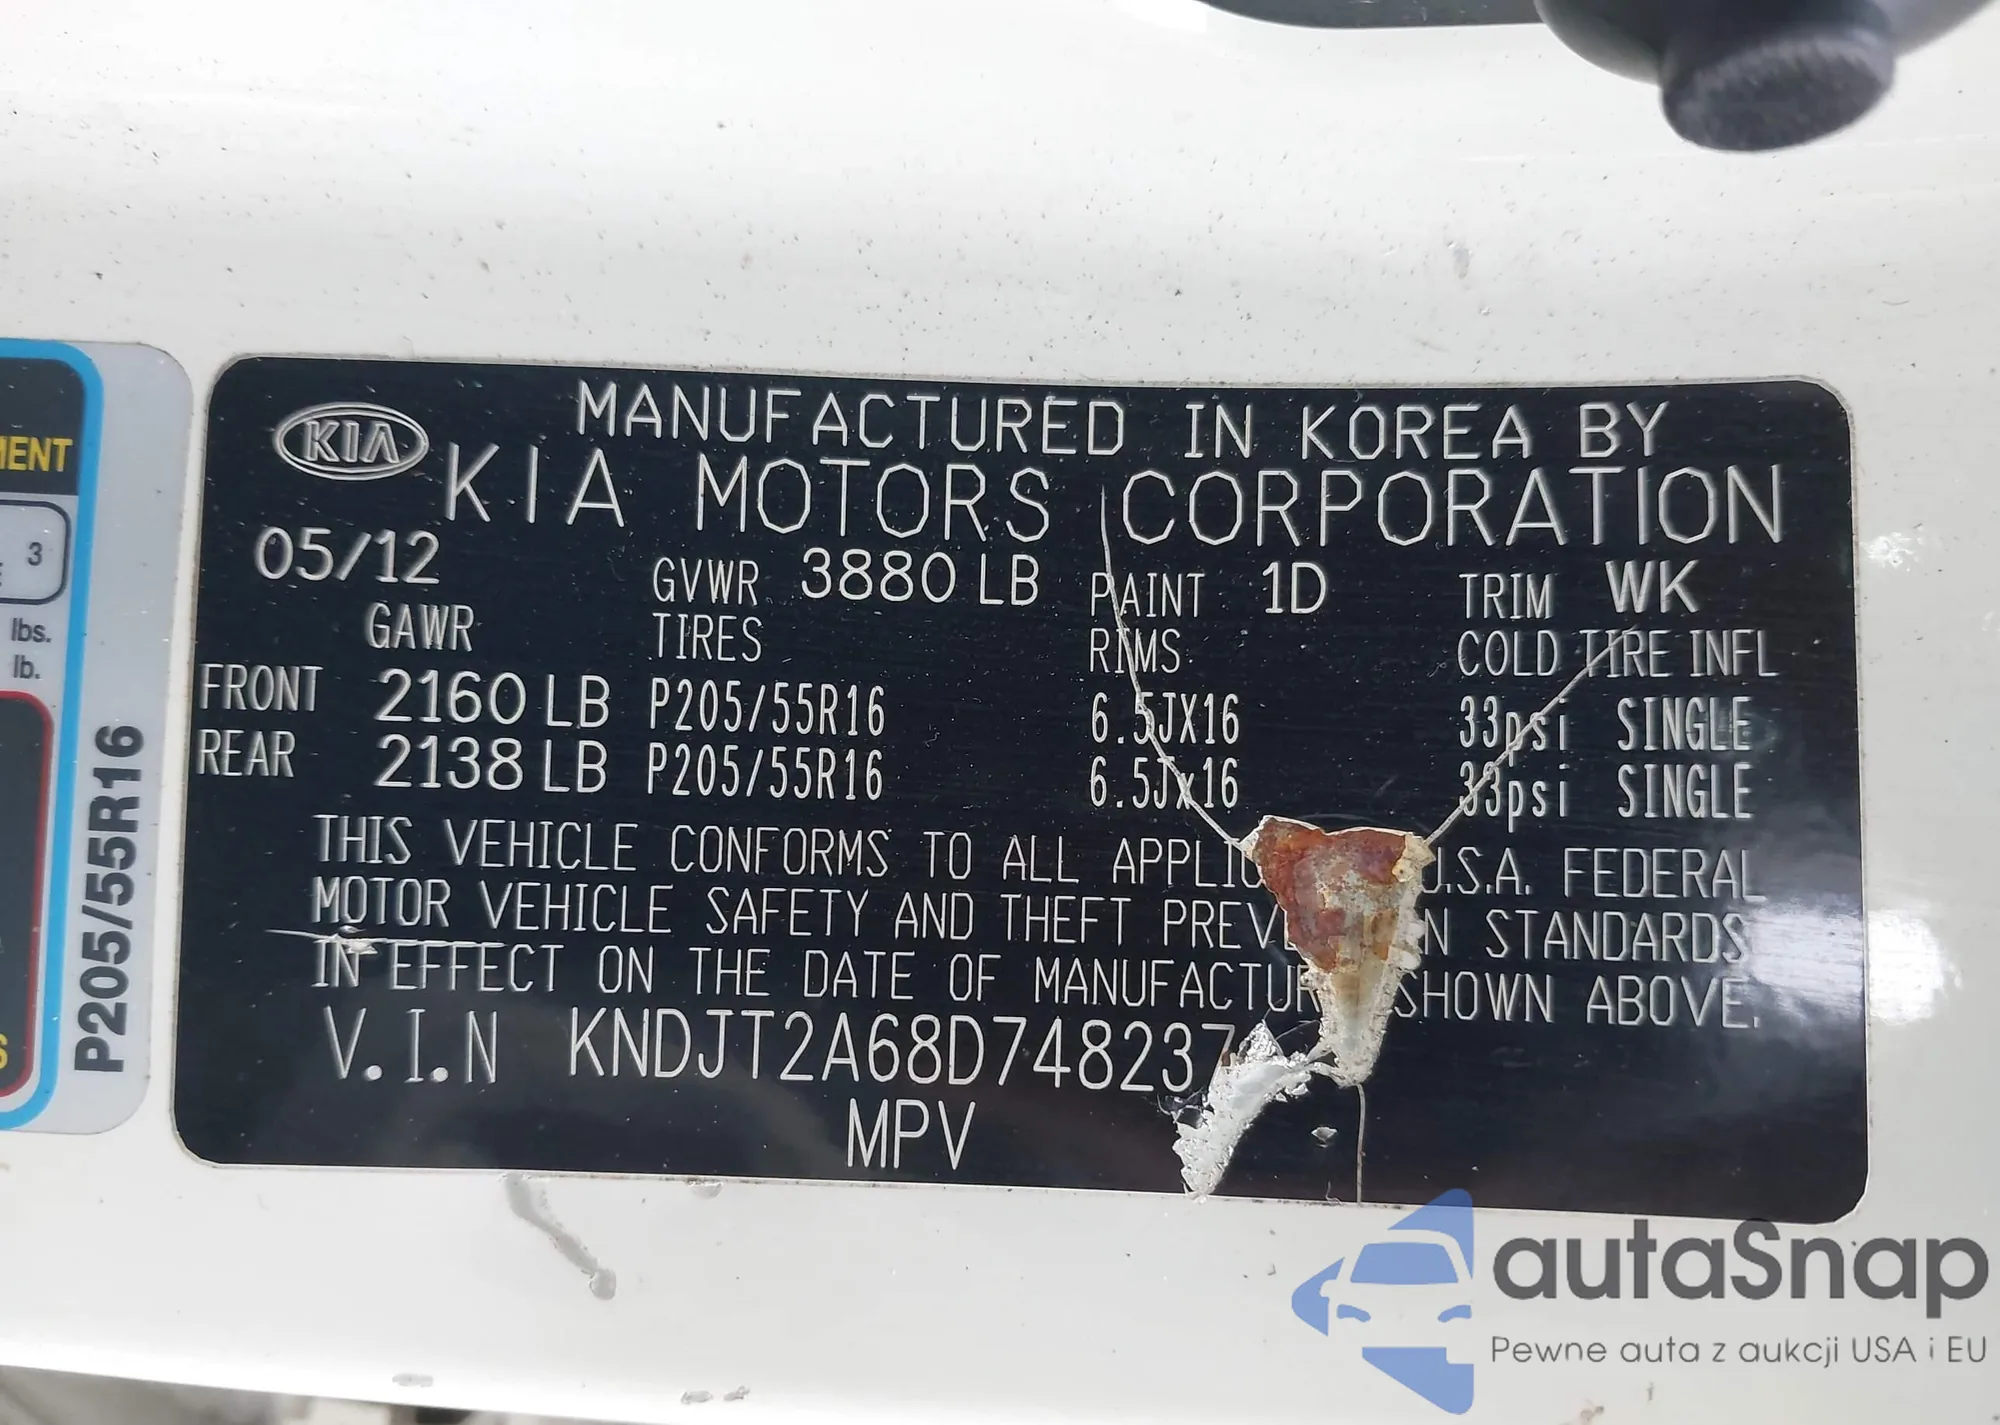 MENT
3
lbs.
lb.
S
P205/55R16
KIA
MANUFACTURED IN KOREA BY
KIA MOTORS CORPORATION
05/12 GVWR 3880 LB PAINT 1D TRIM WK
GAWR TIRES RIMS COLD TIRE INFL
FRONT 2160 LB P205/55R16 6.5JX16 33psi SINGLE
REAR 2138 LB P205/55R16 6.5Jx16 33psi SINGLE
THIS VEHICLE CONFORMS TO ALL U.S.A. FEDERAL
MOTOR VEHICLE SAFETY AND THEFT STANDARDS
IN EFFECT ON THE DATE OF SHOWN ABOVE.
V.I.N KNDJT2A68D748237
MPV
autaSnap
Pewne auta z aukcji USA i EU